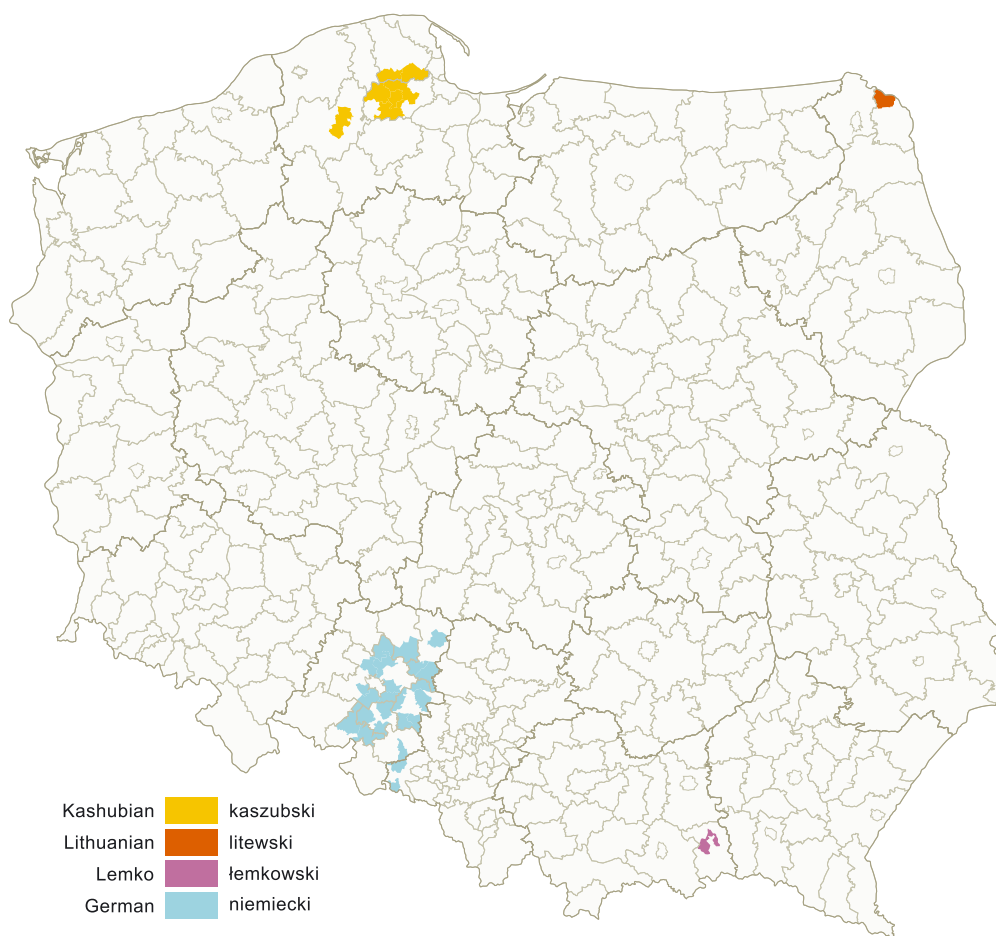 Kashubian kaszubski
Lithuanian litewski
Lemko łemkowski
German niemiecki